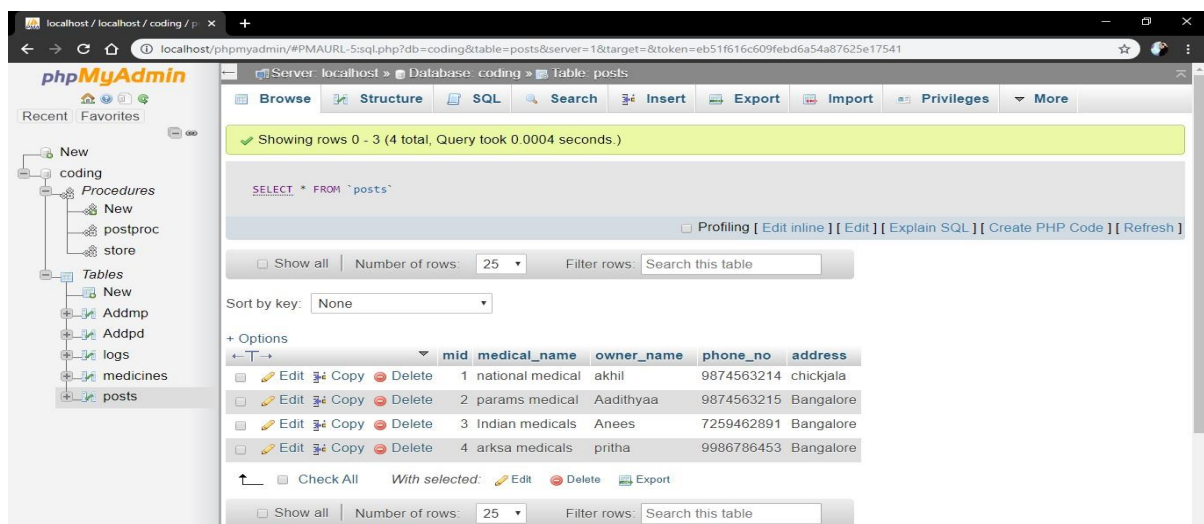 localhost / localhost / coding / p
localhost/phpmyadmin/#PMAURL-5:sql.php?db=coding&table=posts&server=1&target=&token=eb51f616c609febd6a54a87625e17541
phpMyAdmin
Recent Favorites
New
coding
Procedures
New
postproc
store
Tables
New
Addmp
Addpd
logs
medicines
posts
Server: localhost » Database: coding » Table: posts
Browse Structure SQL Search Insert Export Import Privileges More
Showing rows 0 - 3 (4 total, Query took 0.0004 seconds.)
SELECT * FROM `posts`
Profiling [ Edit inline ] [ Edit ] [ Explain SQL ] [ Create PHP Code ] [ Refresh ]
Show all Number of rows: 25 Filter rows: Search this table
Sort by key: None
+ Options
mid medical_name owner_name phone_no address
Edit Copy Delete 1 national medical akhil 9874563214 chickjala
Edit Copy Delete 2 params medical Aadithyaa 9874563215 Bangalore
Edit Copy Delete 3 Indian medicals Anees 7259462891 Bangalore
Edit Copy Delete 4 arksa medicals pritha 9986786453 Bangalore
Check All With selected: Edit Delete Export
Show all Number of rows: 25 Filter rows: Search this table